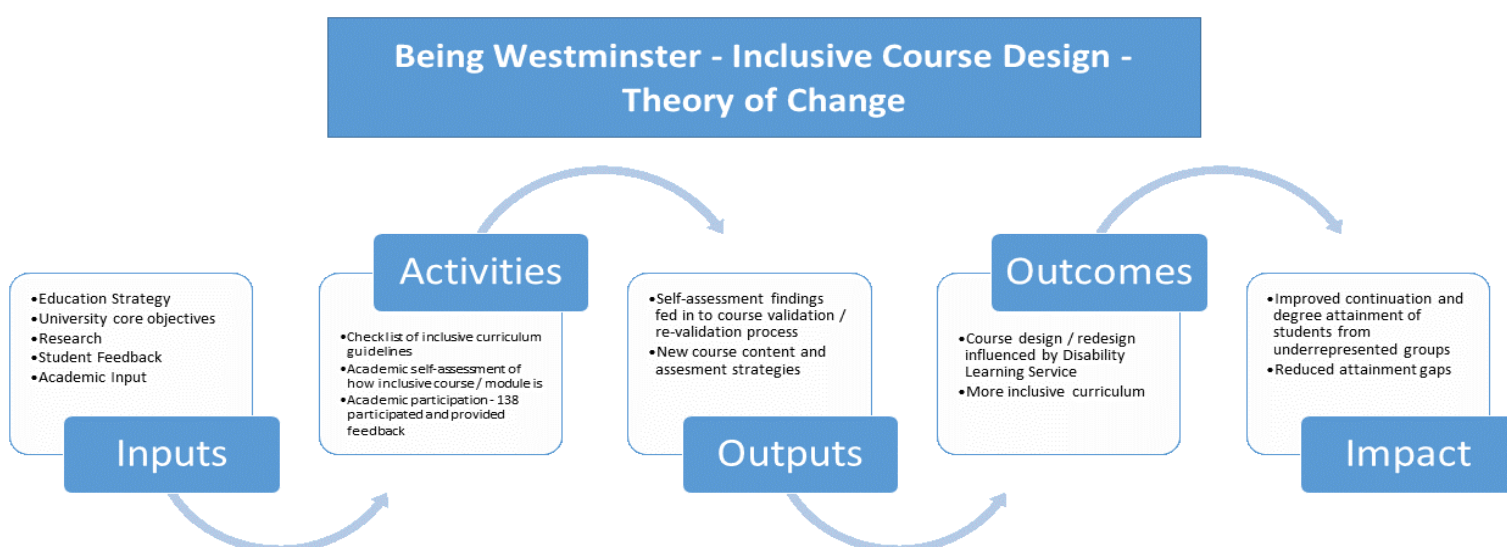 Being Westminster - Inclusive Course Design -
Theory of Change
Inputs
•Education Strategy
•University core objectives
•Research
•Student Feedback
•Academic Input
Activities
•Checklist of inclusive curriculum
guidelines
•Academic self-assessment of
how inclusive course / module is
•Academic participation - 138
participated and provided
feedback
Outputs
•Self-assessment findings
fed in to course validation /
re-validation process
•New course content and
assesment strategies
Outcomes
•Course design / redesign
influenced by Disability
Learning Service
•More inclusive curriculum
Impact
•Improved continuation and
degree attainment of
students from
underrepresented groups
•Reduced attainment gaps